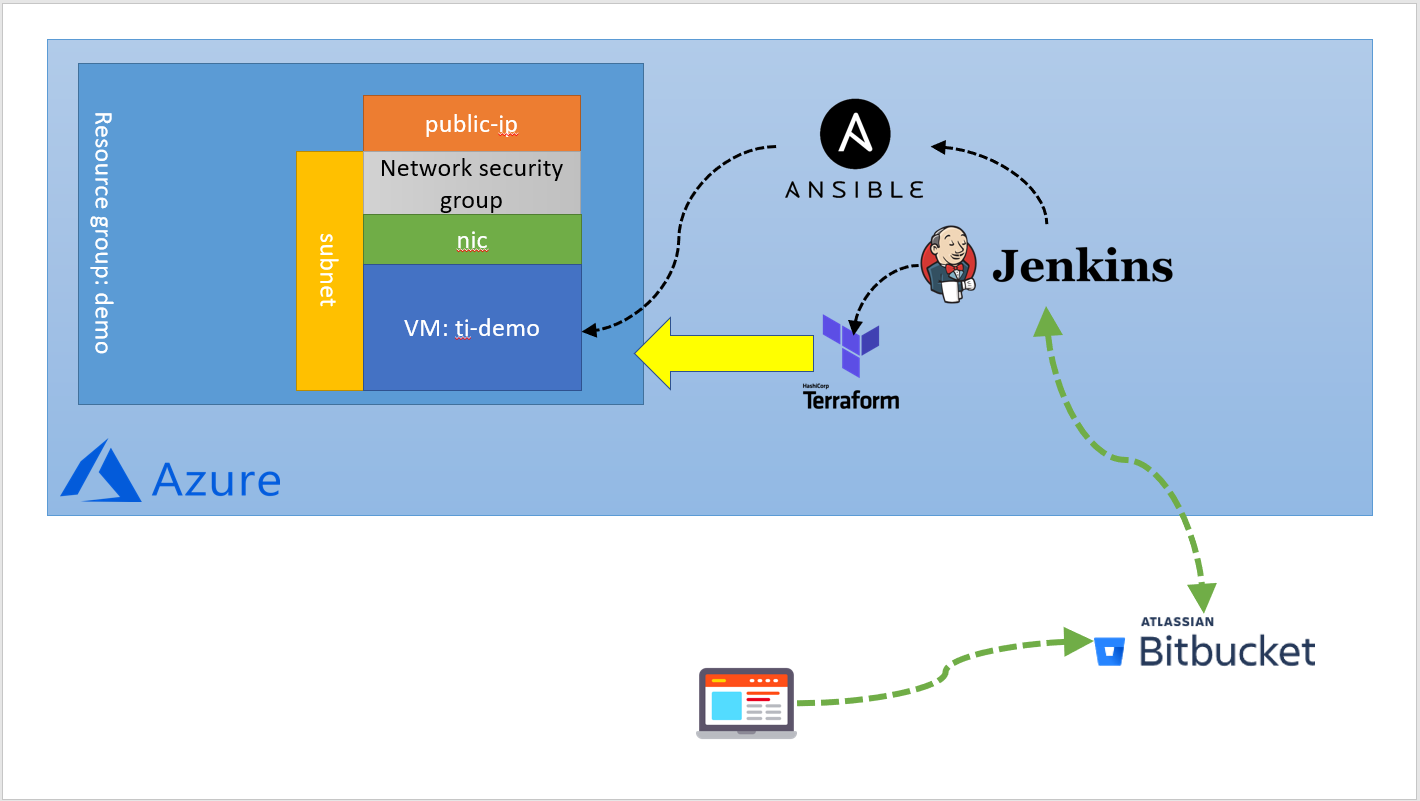 Resource group: demo
public-ip
Network security
group
subnet
nic
VM: ti-demo
ANSIBLE
Jenkins
HashiCorp
Terraform
Azure
ATLASSIAN
Bitbucket